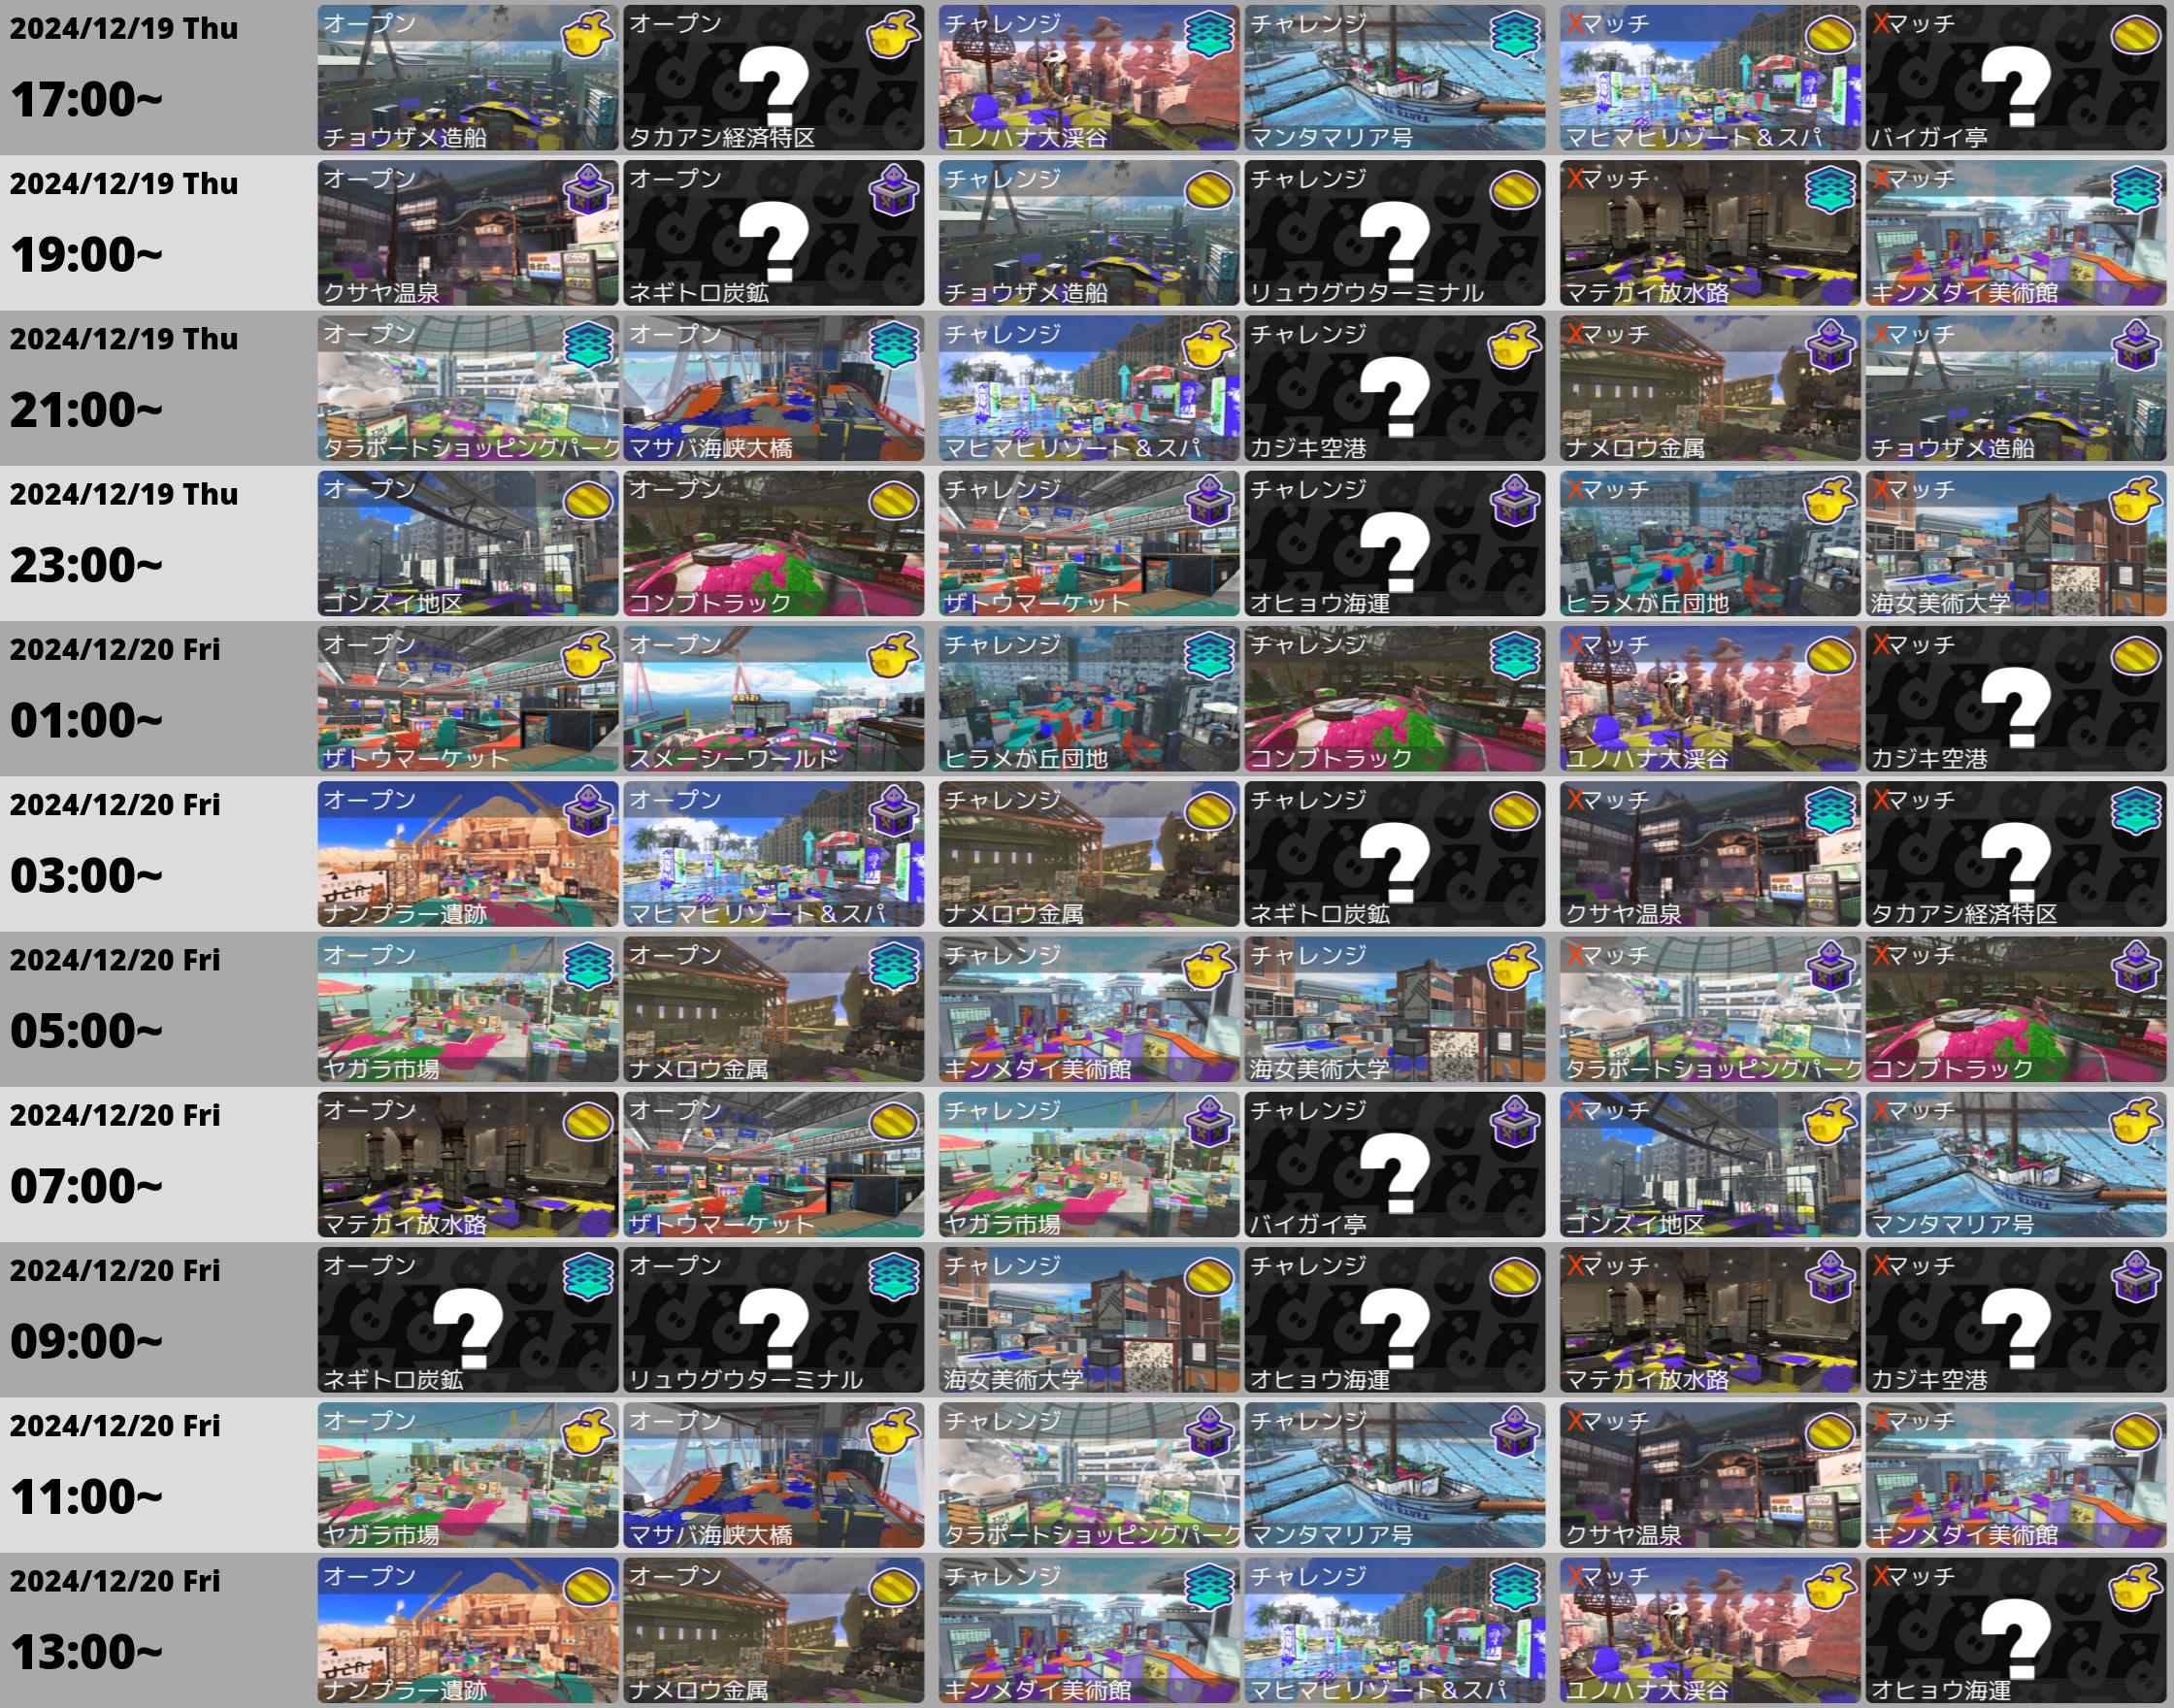 2024/12/19 Thu
17:00~
オープン
チョウザメ造船
オープン
タカアシ経済特区
チャレンジ
ユノハナ大渓谷
チャレンジ
マンタマリア号
Xマッチ
マヒマヒリゾート＆スパ
Xマッチ
バイガイ亭
2024/12/19 Thu
19:00~
オープン
クサヤ温泉
オープン
ネギトロ炭鉱
チャレンジ
チョウザメ造船
チャレンジ
リュウグウターミナル
Xマッチ
マテガイ放水路
Xマッチ
キンメダイ美術館
2024/12/19 Thu
21:00~
オープン
タラポートショッピングパーク
オープン
マサバ海峡大橋
チャレンジ
マヒマヒリゾート＆スパ
チャレンジ
カジキ空港
Xマッチ
ナメロウ金属
Xマッチ
チョウザメ造船
2024/12/19 Thu
23:00~
オープン
ゴンズイ地区
オープン
コンブトラック
チャレンジ
ザトウマーケット
チャレンジ
オヒョウ海運
Xマッチ
ヒラメが丘団地
Xマッチ
海女美術大学
2024/12/20 Fri
01:00~
オープン
ザトウマーケット
オープン
スメーシーワールド
チャレンジ
ヒラメが丘団地
チャレンジ
コンブトラック
Xマッチ
ユノハナ大渓谷
Xマッチ
カジキ空港
2024/12/20 Fri
03:00~
オープン
ナンプラー遺跡
オープン
マヒマヒリゾート＆スパ
チャレンジ
ナメロウ金属
チャレンジ
ネギトロ炭鉱
Xマッチ
クサヤ温泉
Xマッチ
タカアシ経済特区
2024/12/20 Fri
05:00~
オープン
ヤガラ市場
オープン
ナメロウ金属
チャレンジ
キンメダイ美術館
チャレンジ
海女美術大学
Xマッチ
タラポートショッピングパーク
Xマッチ
コンブトラック
2024/12/20 Fri
07:00~
オープン
マテガイ放水路
オープン
ザトウマーケット
チャレンジ
ヤガラ市場
チャレンジ
バイガイ亭
Xマッチ
ゴンズイ地区
Xマッチ
マンタマリア号
2024/12/20 Fri
09:00~
オープン
ネギトロ炭鉱
オープン
リュウグウターミナル
チャレンジ
海女美術大学
チャレンジ
オヒョウ海運
Xマッチ
マテガイ放水路
Xマッチ
カジキ空港
2024/12/20 Fri
11:00~
オープン
ヤガラ市場
オープン
マサバ海峡大橋
チャレンジ
タラポートショッピングパーク
チャレンジ
マンタマリア号
Xマッチ
クサヤ温泉
Xマッチ
キンメダイ美術館
2024/12/20 Fri
13:00~
オープン
ナンプラー遺跡
オープン
ナメロウ金属
チャレンジ
キンメダイ美術館
チャレンジ
マヒマヒリゾート＆スパ
Xマッチ
ユノハナ大渓谷
Xマッチ
オヒョウ海運